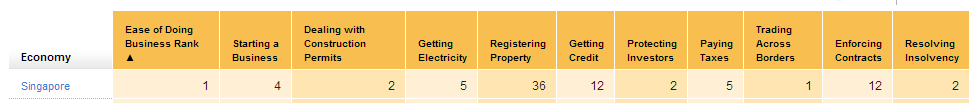 Economy
Ease of Doing
Business Rank
▲
Starting a
Business
Dealing with
Construction
Permits
Getting
Electricity
Registering
Property
Getting
Credit
Protecting
Investors
Paying
Taxes
Trading
Across
Borders
Enforcing
Contracts
Resolving
Insolvency
Singapore 1 4 2 5 36 12 2 5 1 12 2